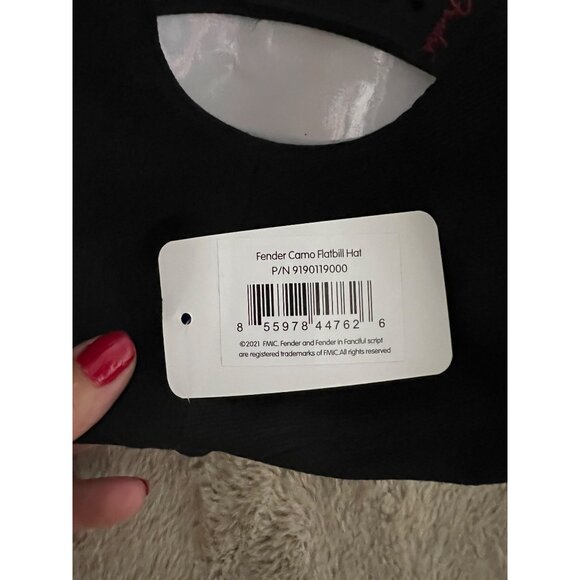 Fender
Fender Camo Flatbill Hat
P/N 9190119000
8 55978 44762 6
©2021 FMIC. Fender and Fender in Fanciful script
are registered trademarks of FMIC.All rights reserved